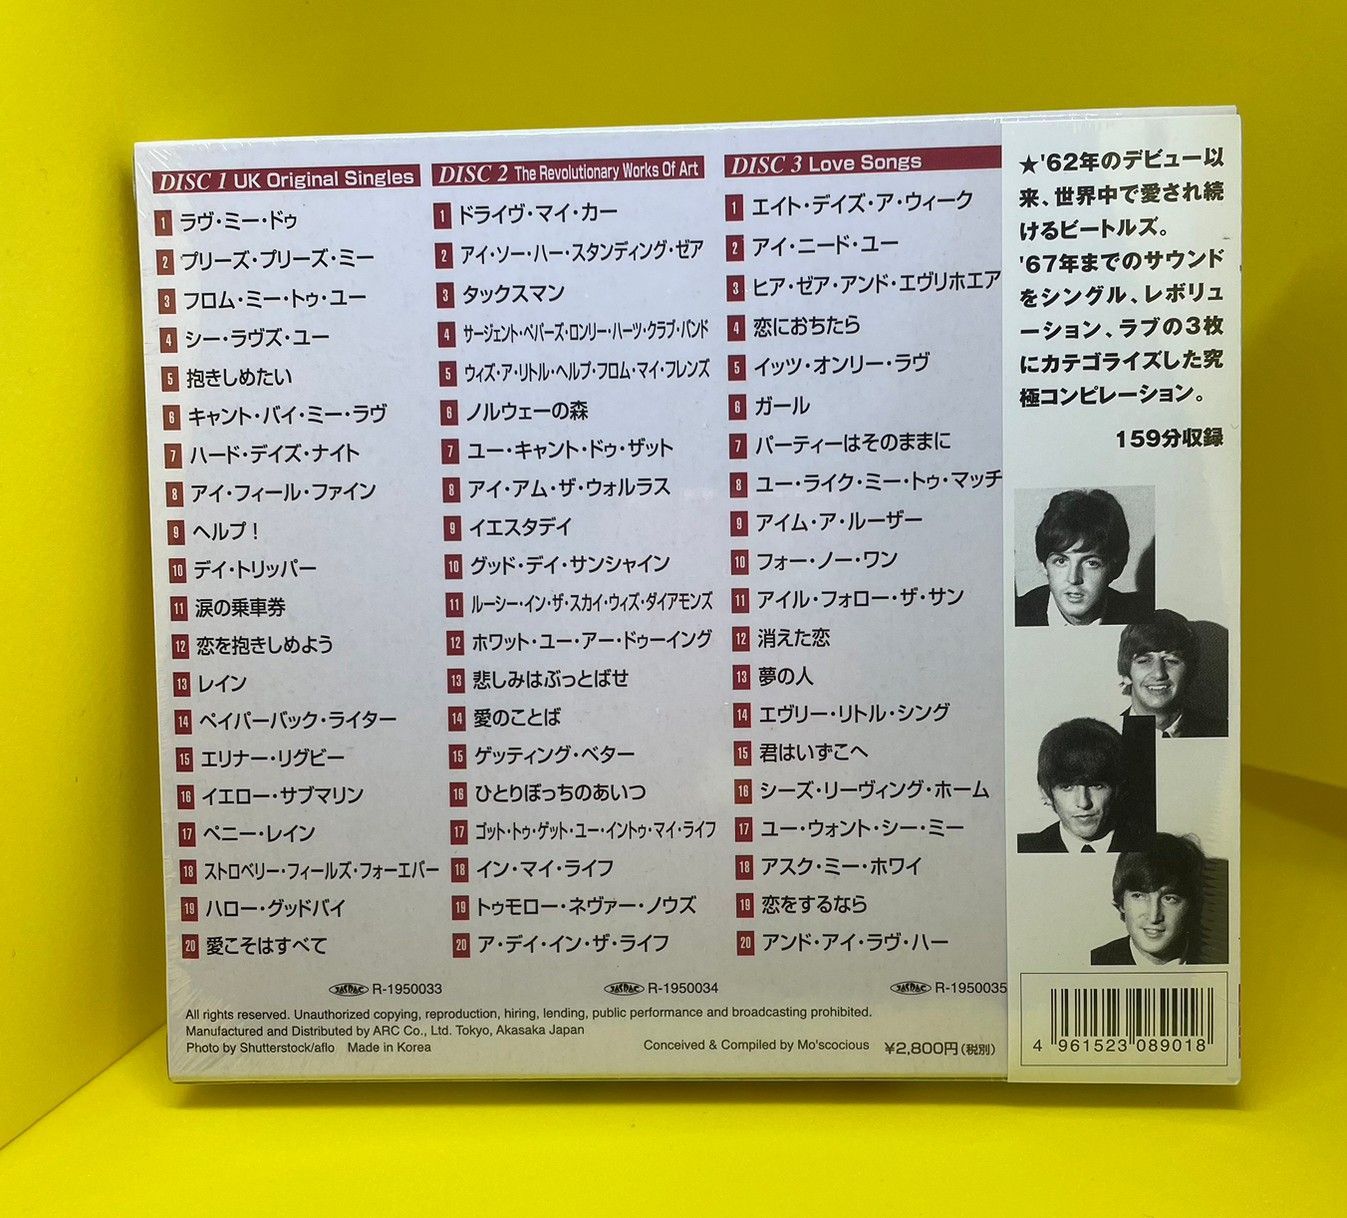 DISC 1 UK Original Singles
1 ラヴ・ミー・ドゥ
2 プリーズ・プリーズ・ミー
3 フロム・ミー・トゥ・ユー
4 シー・ラヴズ・ユー
5 抱きしめたい
6 キャント・バイ・ミー・ラヴ
7 ハード・デイズ・ナイト
8 アイ・フィール・ファイン
9 ヘルプ！
10 デイ・トリッパー
11 涙の乗車券
12 恋を抱きしめよう
13 レイン
14 ペイパーバック・ライター
15 エリナー・リグビー
16 イエロー・サブマリン
17 ペニー・レイン
18 ストロベリー・フィールズ・フォーエバー
19 ハロー・グッドバイ
20 愛こそはすべて
JASRAC R-1950033
DISC 2 The Revolutionary Works Of Art
1 ドライヴ・マイ・カー
2 アイ・ソー・ハー・スタンディング・ゼア
3 タックスマン
4 サージェント・ペパーズ・ロンリー・ハーツ・クラブ・バンド
5 ウィズ・ア・リトル・ヘルプ・フロム・マイ・フレンズ
6 ノルウェーの森
7 ユー・キャント・ドゥ・ザット
8 アイ・アム・ザ・ウォルラス
9 イエスタデイ
10 グッド・デイ・サンシャイン
11 ルーシー・イン・ザ・スカイ・ウィズ・ダイアモンズ
12 ホワット・ユー・アー・ドゥーイング
13 悲しみはぶっとばせ
14 愛のことば
15 ゲッティング・ベター
16 ひとりぼっちのあいつ
17 ゴット・トゥ・ゲット・ユー・イントゥ・マイ・ライフ
18 イン・マイ・ライフ
19 トゥモロー・ネヴァー・ノウズ
20 ア・デイ・イン・ザ・ライフ
JASRAC R-1950034
DISC 3 Love Songs
1 エイト・デイズ・ア・ウィーク
2 アイ・ニード・ユー
3 ヒア・ゼア・アンド・エヴリホエア
4 恋におちたら
5 イッツ・オンリー・ラヴ
6 ガール
7 パーティーはそのままに
8 ユー・ライク・ミー・トゥ・マッチ
9 アイム・ア・ルーザー
10 フォー・ノー・ワン
11 アイル・フォロー・ザ・サン
12 消えた恋
13 夢の人
14 エヴリー・リトル・シング
15 君はいずこへ
16 シーズ・リーヴィング・ホーム
17 ユー・ウォント・シー・ミー
18 アスク・ミー・ホワイ
19 恋をするなら
20 アンド・アイ・ラヴ・ハー
JASRAC R-1950035
All rights reserved. Unauthorized copying, reproduction, hiring, lending, public performance and broadcasting prohibited.
Manufactured and Distributed by ARC Co., Ltd. Tokyo, Akasaka Japan
Photo by Shutterstock/aflo Made in Korea
Conceived & Compiled by Mo'scocious ¥2,800円(税別)
★'62年のデビュー以
来、世界中で愛され続
けるビートルズ。
'67年までのサウンド
をシングル、レボリュ
ーション、ラブの3枚
にカテゴライズした究
極コンピレーション。
159分収録
4 961523 089018